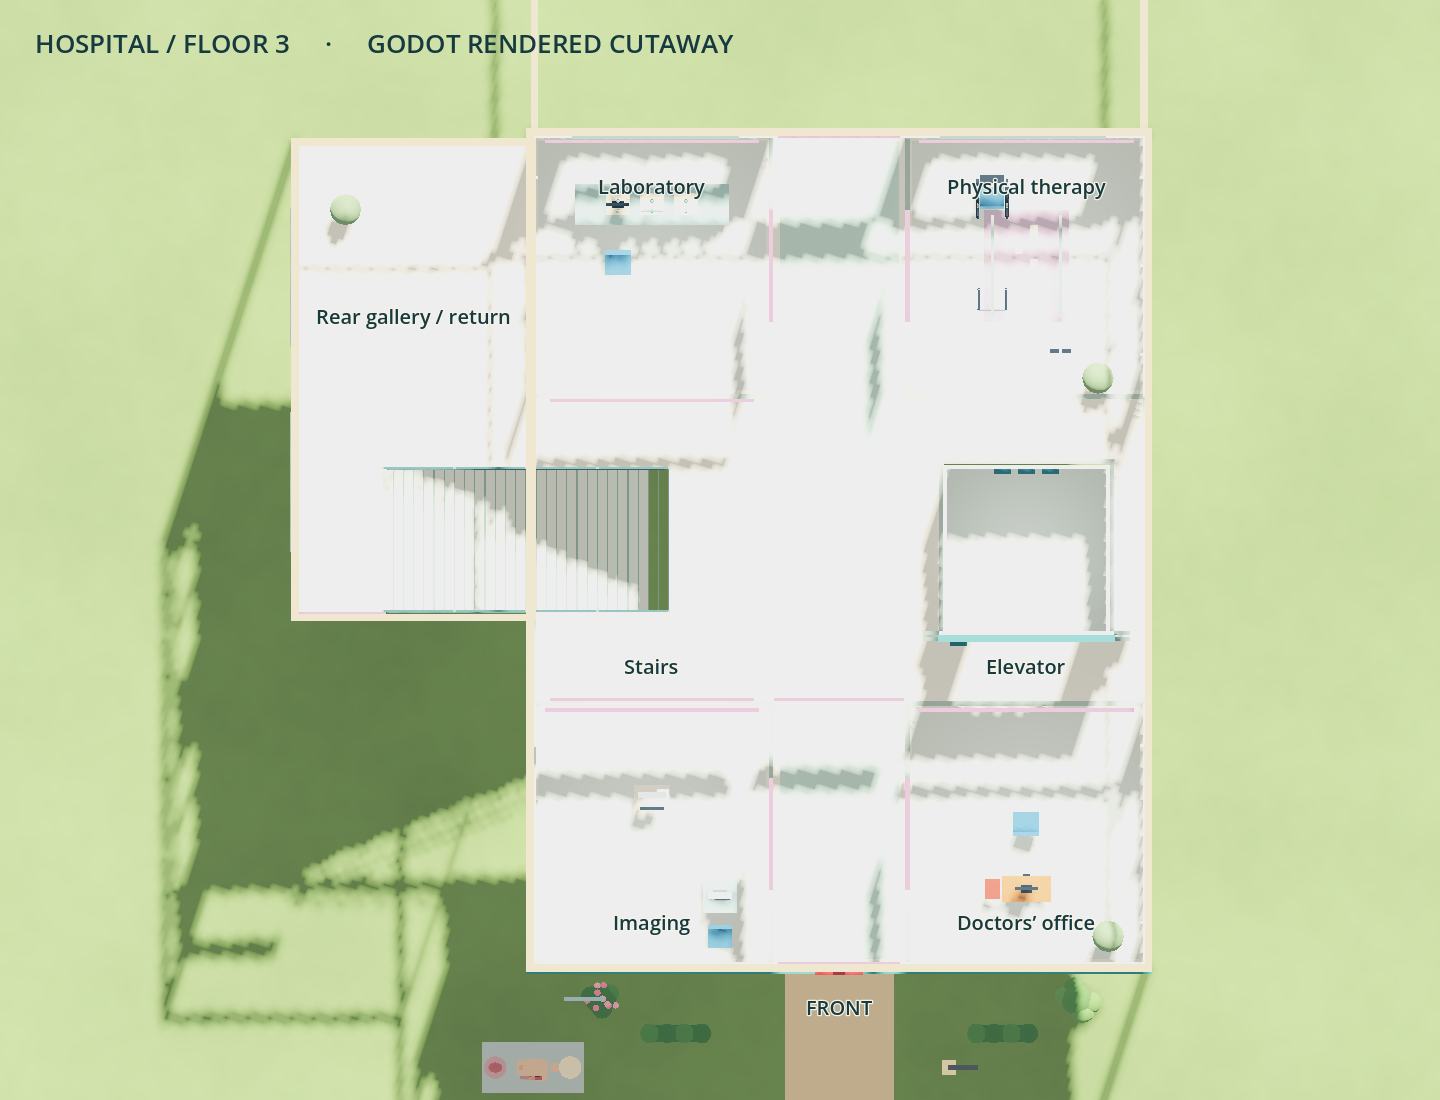 HOSPITAL / FLOOR 3 · GODOT RENDERED CUTAWAY
Laboratory
Physical therapy
Rear gallery / return
Stairs
Elevator
Imaging
Doctors’ office
FRONT